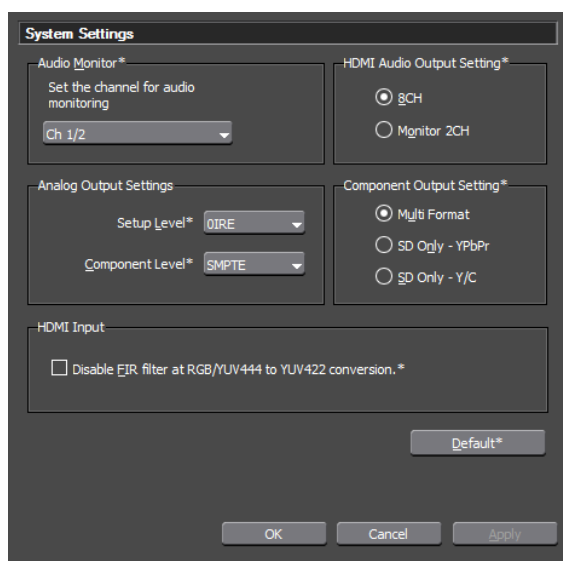 System Settings
Audio Monitor*
Set the channel for audio
monitoring
Ch 1/2
HDMI Audio Output Setting*
8CH
Monitor 2CH
Analog Output Settings
Setup Level* 0IRE
Component Level* SMPTE
Component Output Setting*
Multi Format
SD Only - YPbPr
SD Only - Y/C
HDMI Input
Disable FIR filter at RGB/YUV444 to YUV422 conversion.*
Default*
OK Cancel Apply